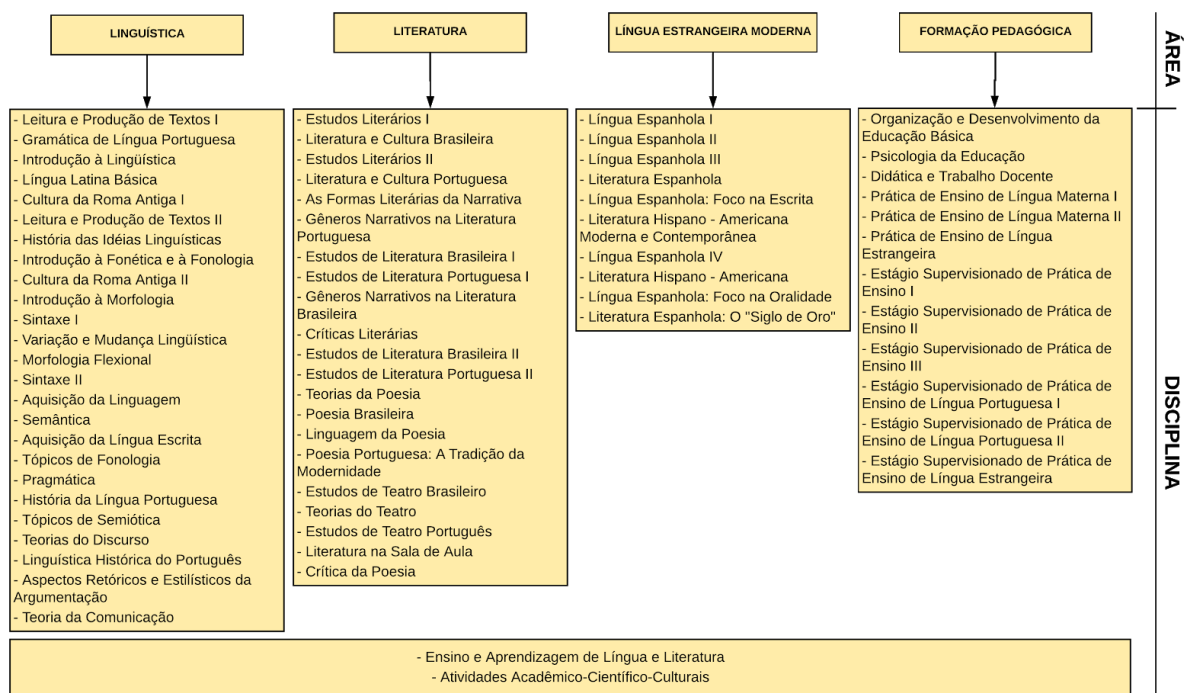 LINGUÍSTICA
LITERATURA
LÍNGUA ESTRANGEIRA MODERNA
FORMAÇÃO PEDAGÓGICA
ÁREA
- Leitura e Produção de Textos I
- Gramática de Língua Portuguesa
- Introdução à Lingüística
- Língua Latina Básica
- Cultura da Roma Antiga I
- Leitura e Produção de Textos II
- História das Idéias Linguísticas
- Introdução à Fonética e à Fonologia
- Cultura da Roma Antiga II
- Introdução à Morfologia
- Sintaxe I
- Variação e Mudança Lingüística
- Morfologia Flexional
- Sintaxe II
- Aquisição da Linguagem
- Semântica
- Aquisição da Língua Escrita
- Tópicos de Fonologia
- Pragmática
- História da Língua Portuguesa
- Tópicos de Semiótica
- Teorias do Discurso
- Linguística Histórica do Português
- Aspectos Retóricos e Estilísticos da
Argumentação
- Teoria da Comunicação
- Estudos Literários I
- Literatura e Cultura Brasileira
- Estudos Literários II
- Literatura e Cultura Portuguesa
- As Formas Literárias da Narrativa
- Gêneros Narrativos na Literatura
Portuguesa
- Estudos de Literatura Brasileira I
- Estudos de Literatura Portuguesa I
- Gêneros Narrativos na Literatura
Brasileira
- Críticas Literárias
- Estudos de Literatura Brasileira II
- Estudos de Literatura Portuguesa II
- Teorias da Poesia
- Poesia Brasileira
- Linguagem da Poesia
- Poesia Portuguesa: A Tradição da
Modernidade
- Estudos de Teatro Brasileiro
- Teorias do Teatro
- Estudos de Teatro Português
- Literatura na Sala de Aula
- Crítica da Poesia
- Língua Espanhola I
- Língua Espanhola II
- Língua Espanhola III
- Literatura Espanhola
- Língua Espanhola: Foco na Escrita
- Literatura Hispano - Americana
Moderna e Contemporânea
- Língua Espanhola IV
- Literatura Hispano - Americana
- Língua Espanhola: Foco na Oralidade
- Literatura Espanhola: O "Siglo de Oro"
- Organização e Desenvolvimento da
Educação Básica
- Psicologia da Educação
- Didática e Trabalho Docente
- Prática de Ensino de Língua Materna I
- Prática de Ensino de Língua Materna II
- Prática de Ensino de Língua
Estrangeira
- Estágio Supervisionado de Prática de
Ensino I
- Estágio Supervisionado de Prática de
Ensino II
- Estágio Supervisionado de Prática de
Ensino III
- Estágio Supervisionado de Prática de
Ensino de Língua Portuguesa I
- Estágio Supervisionado de Prática de
Ensino de Língua Portuguesa II
- Estágio Supervisionado de Prática de
Ensino de Língua Estrangeira
DISCIPLINA
- Ensino e Aprendizagem de Língua e Literatura
- Atividades Acadêmico-Científico-Culturais